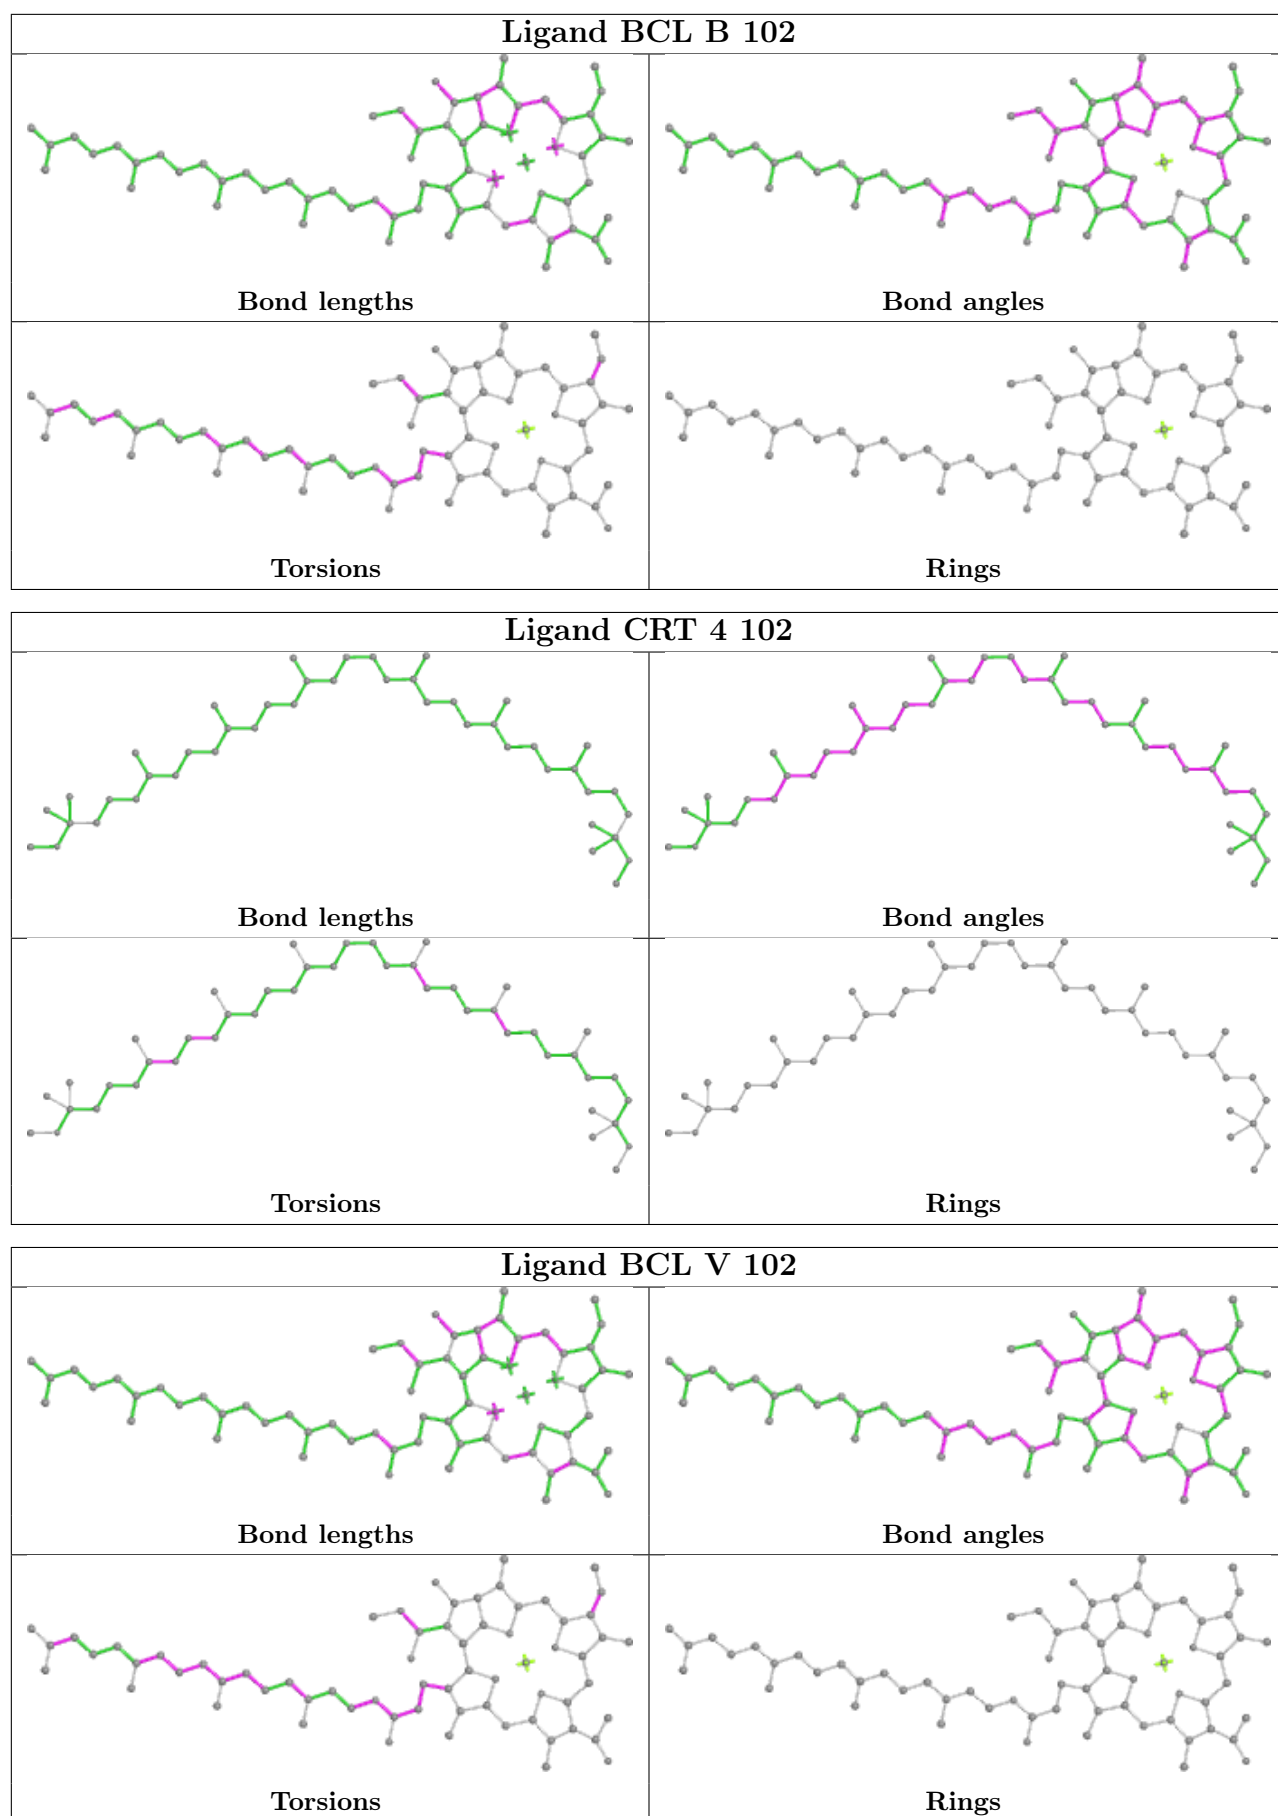 Ligand BCL B 102
Bond lengths
Bond angles
Torsions
Rings
Ligand CRT 4 102
Bond lengths
Bond angles
Torsions
Rings
Ligand BCL V 102
Bond lengths
Bond angles
Torsions
Rings